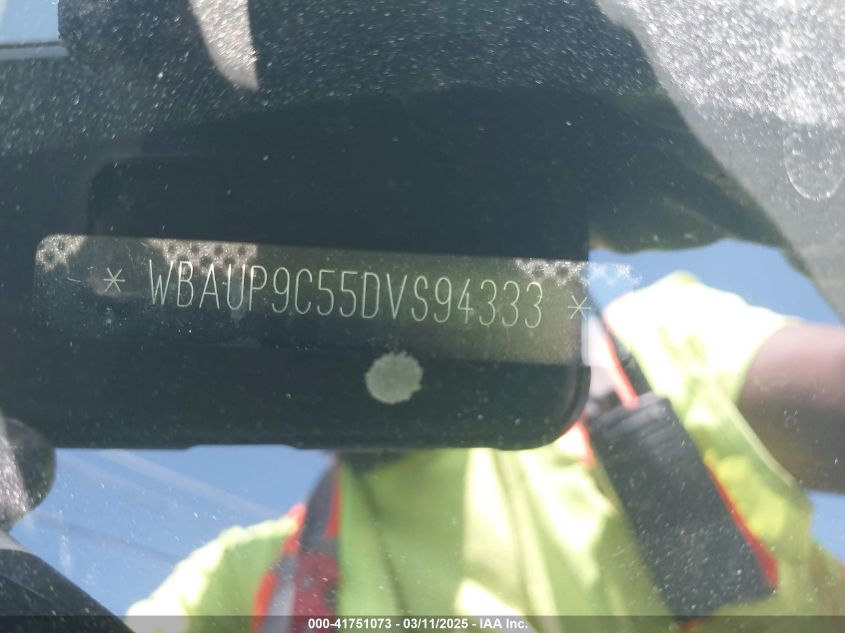 * WBAUP9C55DVS94333 *
000-41751073 - 03/11/2025 - IAA Inc.